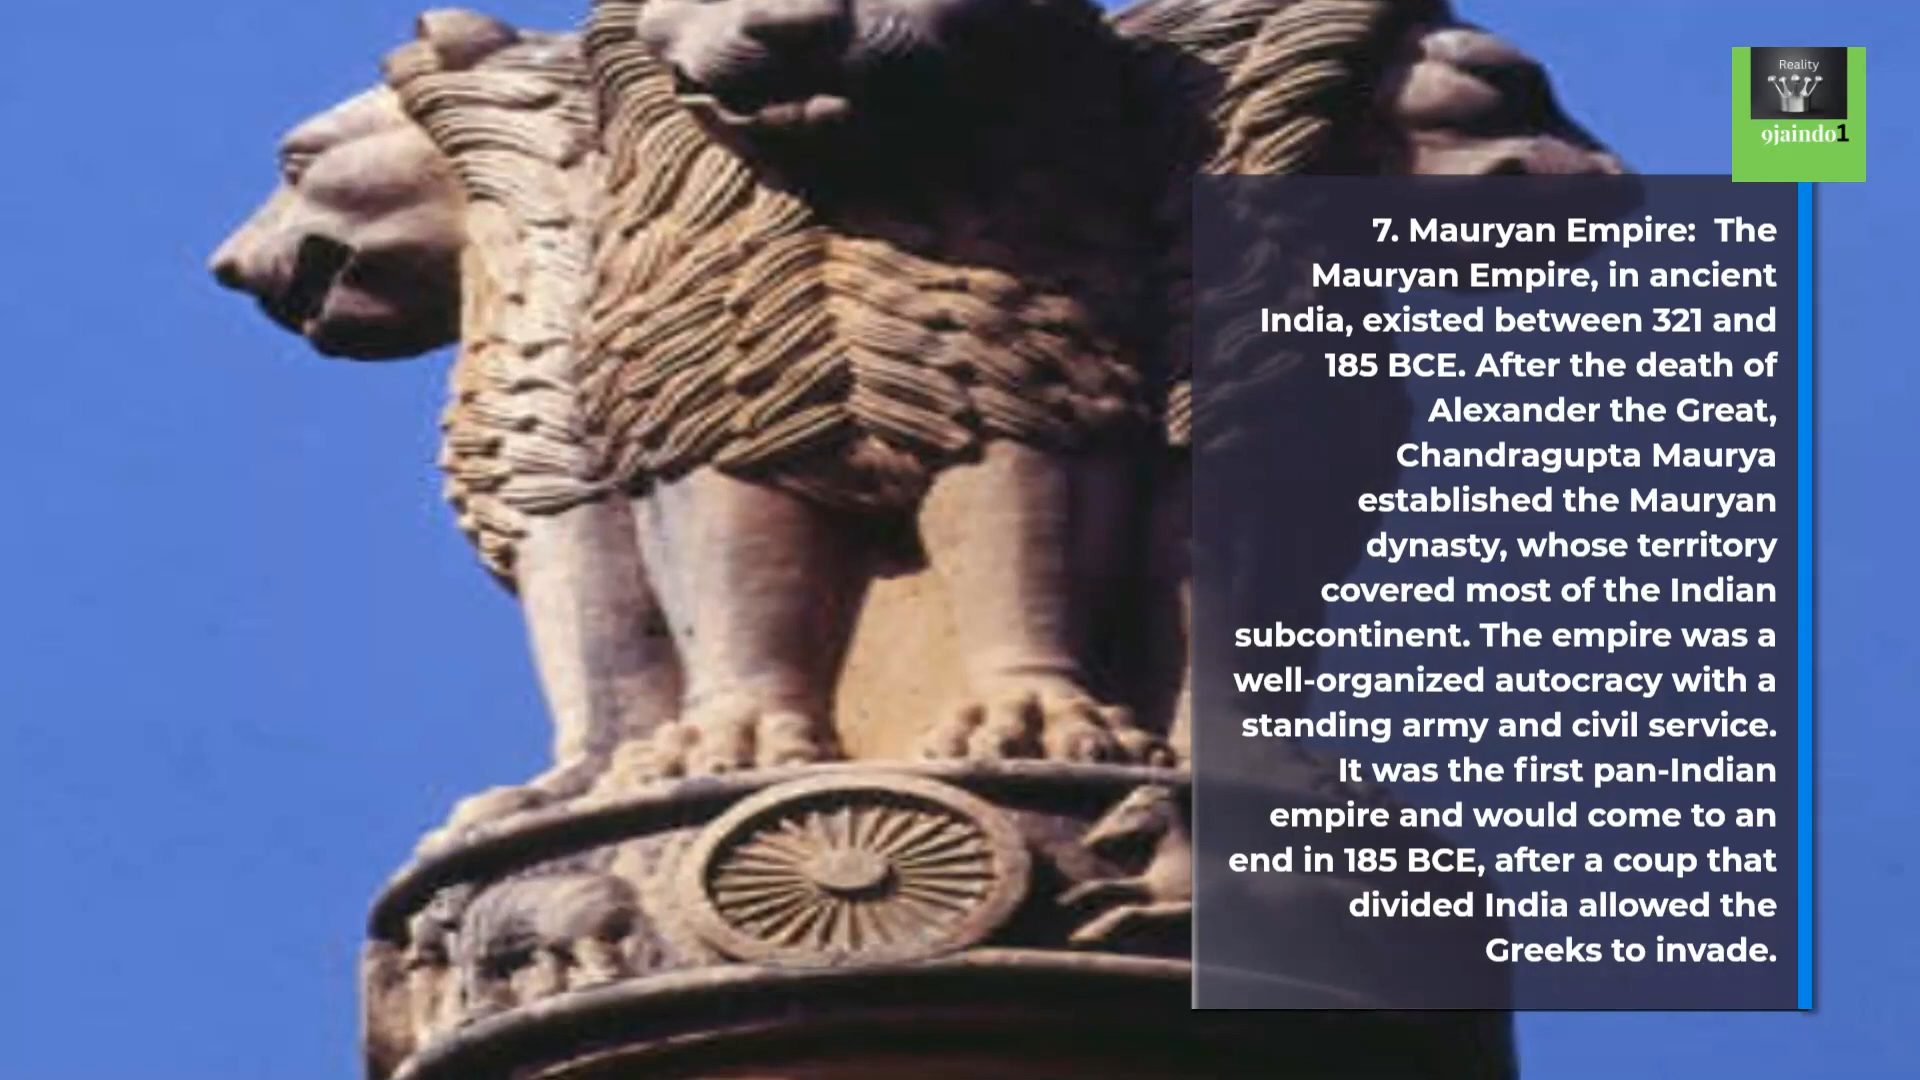 Reality
9jaindo1
7. Mauryan Empire:  The
Mauryan Empire, in ancient
India, existed between 321 and
185 BCE. After the death of
Alexander the Great,
Chandragupta Maurya
established the Mauryan
dynasty, whose territory
covered most of the Indian
subcontinent. The empire was a
well-organized autocracy with a
standing army and civil service.
It was the first pan-Indian
empire and would come to an
end in 185 BCE, after a coup that
divided India allowed the
Greeks to invade.